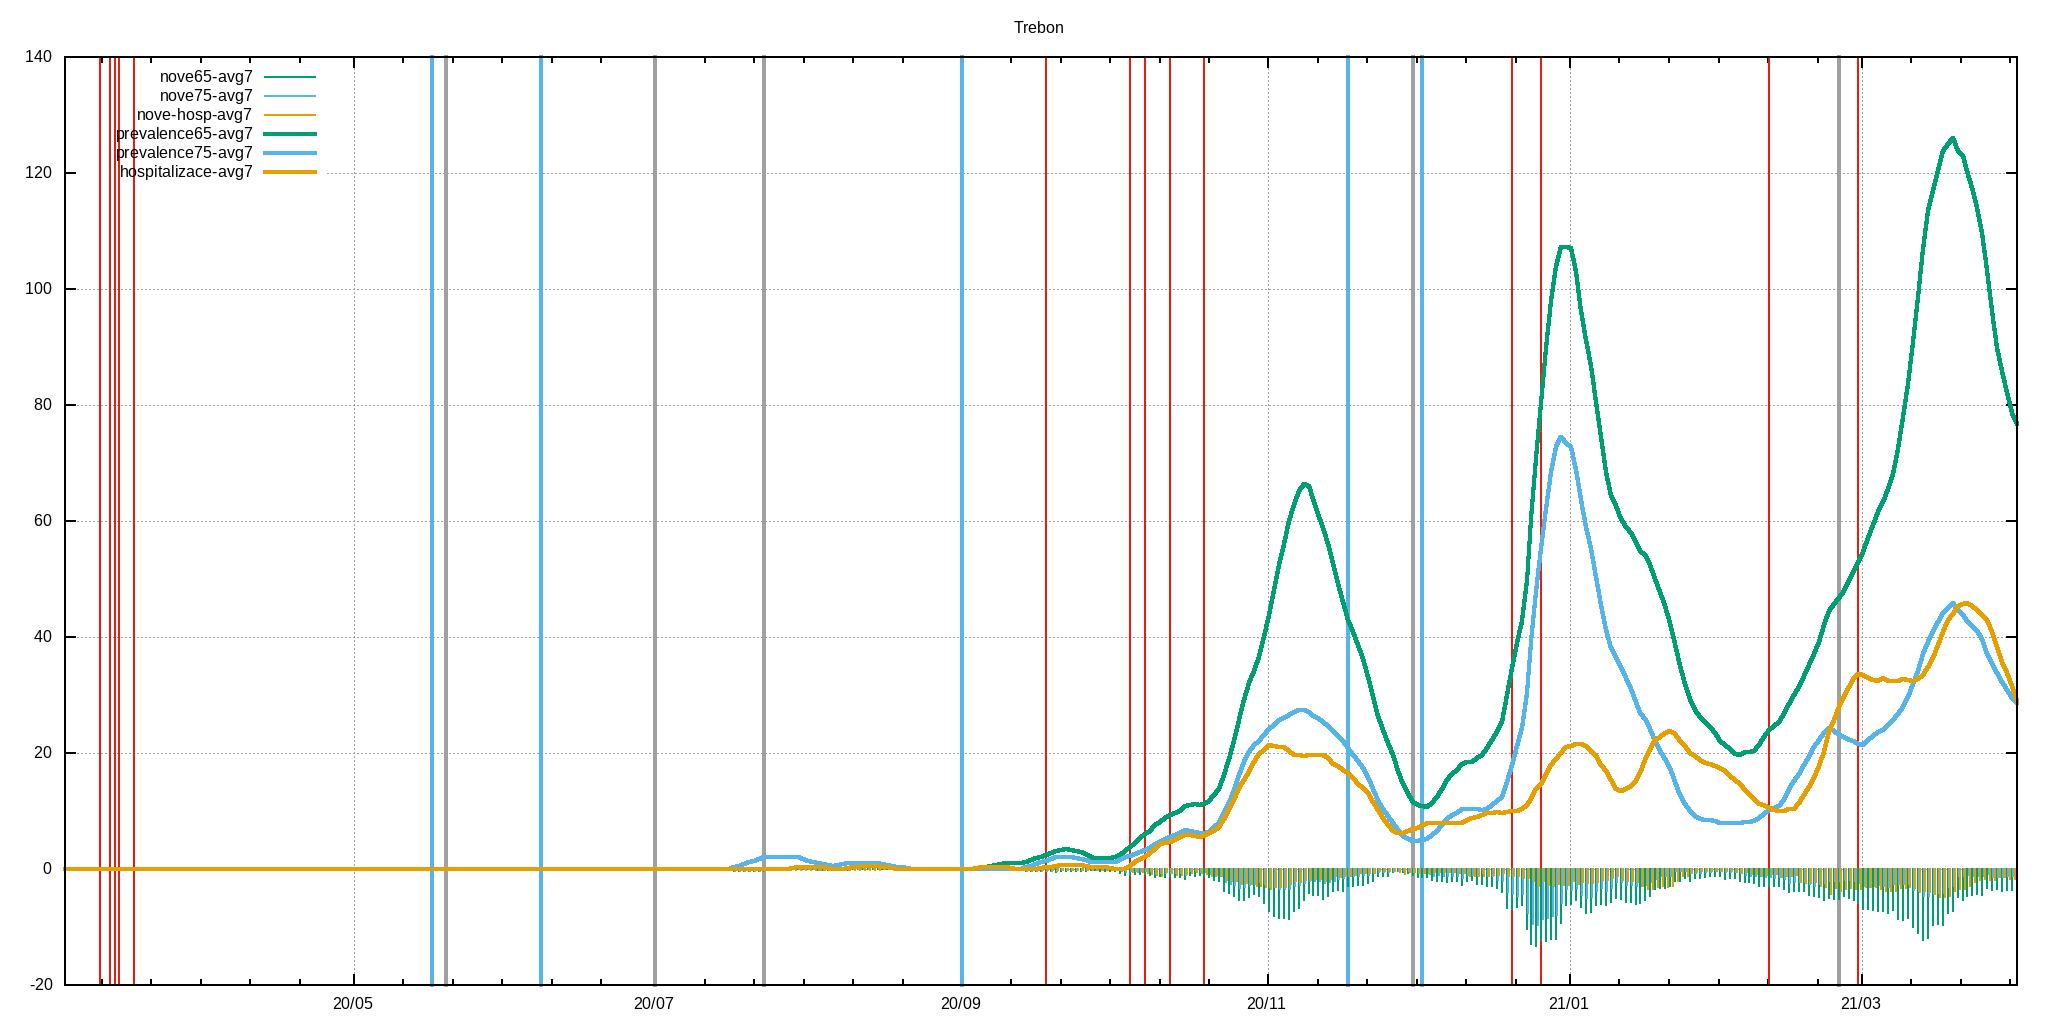 Trebon
140
120
100
80
60
40
20
0
-20
nove65-avg7
nove75-avg7
nove-hosp-avg7
prevalence65-avg7
prevalence75-avg7
hospitalizace-avg7
20/05
20/07
20/09
20/11
21/01
21/03